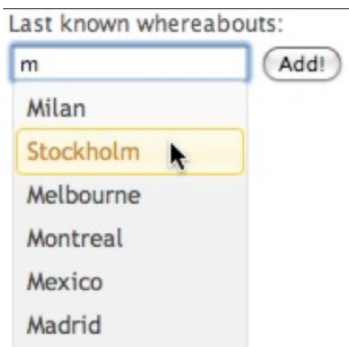 Last known whereabouts:
m Add!
Milan
Stockholm
Melbourne
Montreal
Mexico
Madrid